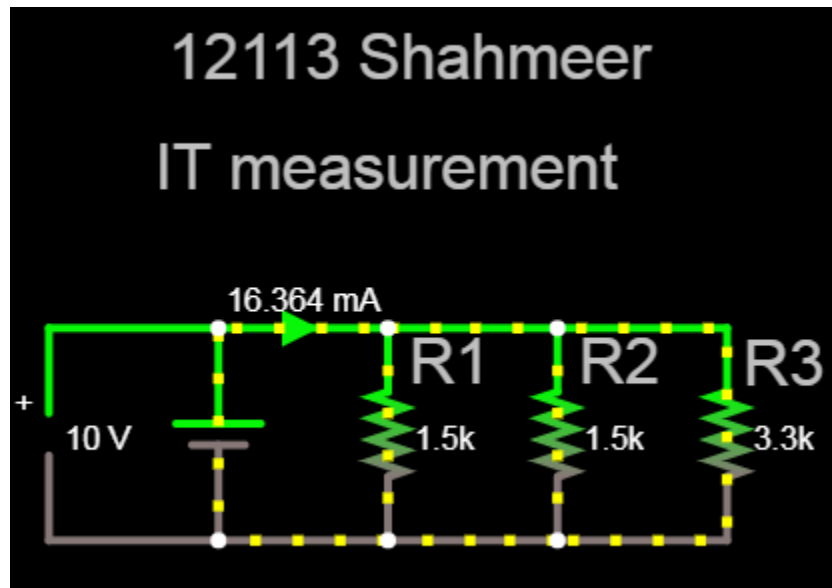 12113 Shahmeer
IT measurement
16.364 mA
R1 R2 R3
+
10 V 1.5k 1.5k 3.3k